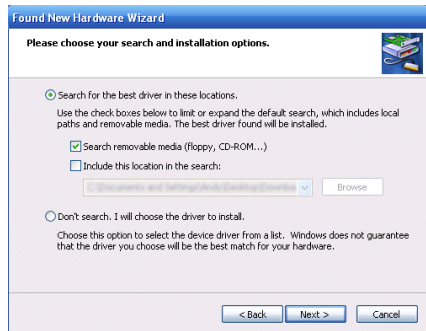 Found New Hardware Wizard
Please choose your search and installation options.
Search for the best driver in these locations.
Use the check boxes below to limit or expand the default search, which includes local
paths and removable media. The best driver found will be installed.
Search removable media (floppy, CD-ROM...)
Include this location in the search:
Browse
Don't search. I will choose the driver to install.
Choose this option to select the device driver from a list. Windows does not guarantee
that the driver you choose will be the best match for your hardware.
< Back Next > Cancel